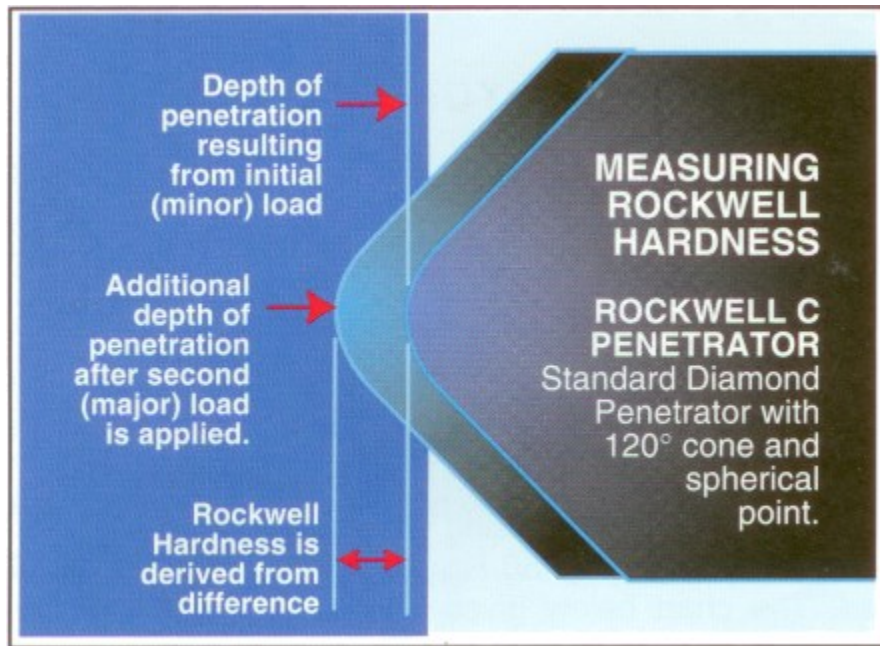 Depth of
penetration
resulting
from initial
(minor) load
Additional
depth of
penetration
after second
(major) load
is applied.
Rockwell
Hardness is
derived from
difference
MEASURING
ROCKWELL
HARDNESS
ROCKWELL C
PENETRATOR
Standard Diamond
Penetrator with
120° cone and
spherical
point.